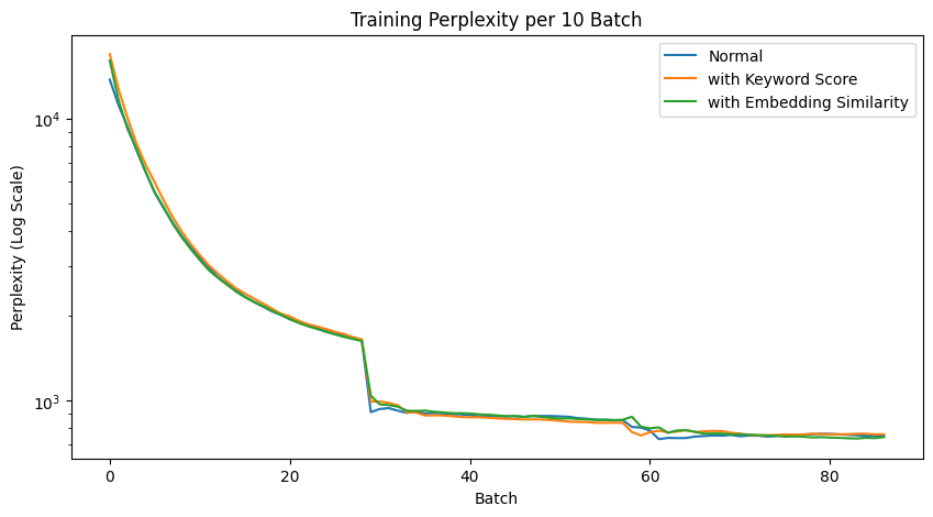 Training Perplexity per 10 Batch
Normal
with Keyword Score
with Embedding Similarity
Perplexity (Log Scale)
10^4
10^3
0 20 40 60 80
Batch